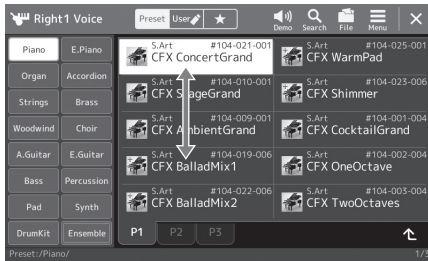 Right1 Voice
Preset User ★
Demo Search File Menu
Piano E.Piano
Organ Accordion
Strings Brass
Woodwind Choir
A.Guitar E.Guitar
Bass Percussion
Pad Synth
DrumKit Ensemble
S.Art #104-021-001
CFX ConcertGrand
S.Art #104-025-001
CFX WarmPad
S.Art #104-010-001
CFX StageGrand
S.Art #104-023-006
CFX Shimmer
S.Art #104-009-001
CFX AmbientGrand
S.Art #104-001-004
CFX CocktailGrand
S.Art #104-019-006
CFX BalladMix1
S.Art #104-002-004
CFX OneOctave
S.Art #104-022-006
CFX BalladMix2
S.Art #104-003-004
CFX TwoOctaves
P1 P2 P3
Preset:/Piano/ 1/3